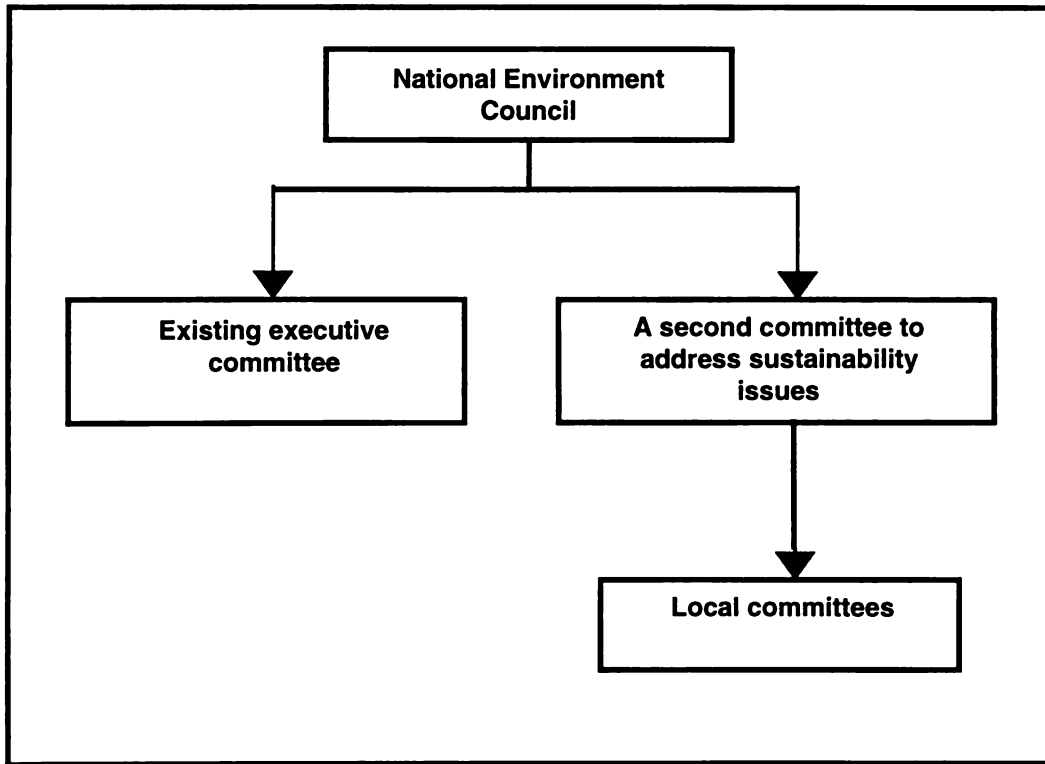 National Environment
Council
Existing executive
committee
A second committee to
address sustainability
issues
Local committees